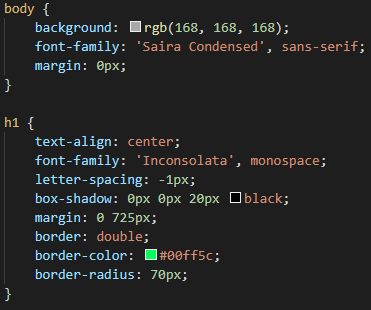 body {
background: rgb(168, 168, 168);
font-family: 'Saira Condensed', sans-serif;
margin: 0px;
}
h1 {
text-align: center;
font-family: 'Inconsolata', monospace;
letter-spacing: -1px;
box-shadow: 0px 0px 20px black;
margin: 0 725px;
border: double;
border-color: #00ff5c;
border-radius: 70px;
}